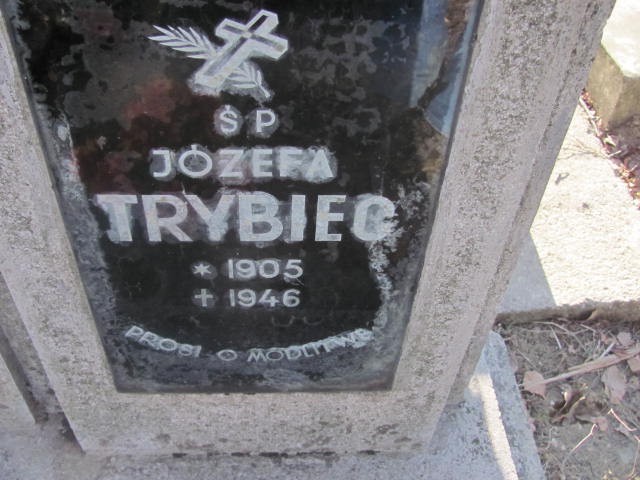 ŚP
JÓZEFA
TRYBIEC
* 1905
✝ 1946
PROSI O MODLITWĘ